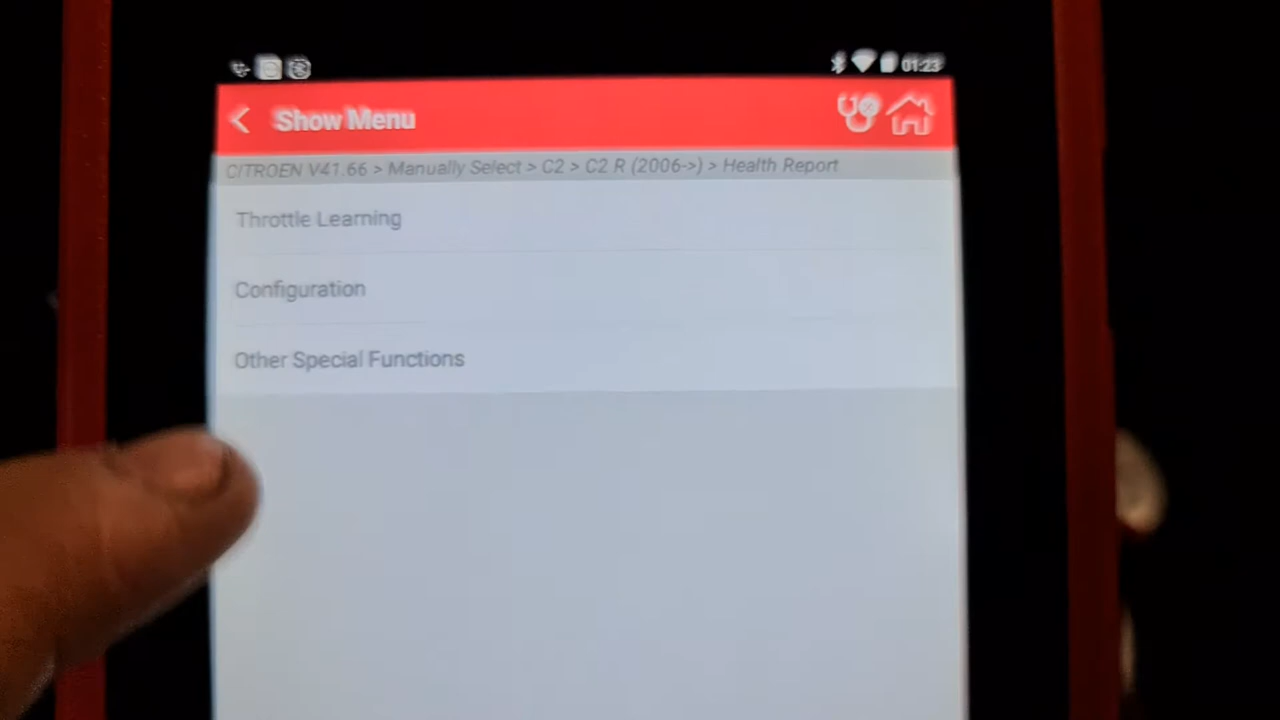 01:23
Show Menu
CITROEN V41.66 > Manually Select > C2 > C2 R (2006->) > Health Report
Throttle Learning
Configuration
Other Special Functions